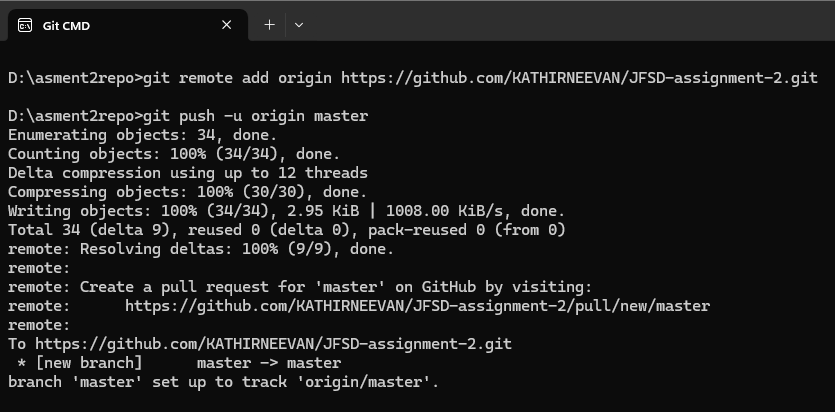 Git CMD
D:\asment2repo>git remote add origin https://github.com/KATHIRNEEVAN/JFSD-assignment-2.git
D:\asment2repo>git push -u origin master
Enumerating objects: 34, done.
Counting objects: 100% (34/34), done.
Delta compression using up to 12 threads
Compressing objects: 100% (30/30), done.
Writing objects: 100% (34/34), 2.95 KiB | 1008.00 KiB/s, done.
Total 34 (delta 9), reused 0 (delta 0), pack-reused 0 (from 0)
remote: Resolving deltas: 100% (9/9), done.
remote:
remote: Create a pull request for 'master' on GitHub by visiting:
remote:      https://github.com/KATHIRNEEVAN/JFSD-assignment-2/pull/new/master
remote:
To https://github.com/KATHIRNEEVAN/JFSD-assignment-2.git
 * [new branch]      master -> master
branch 'master' set up to track 'origin/master'.